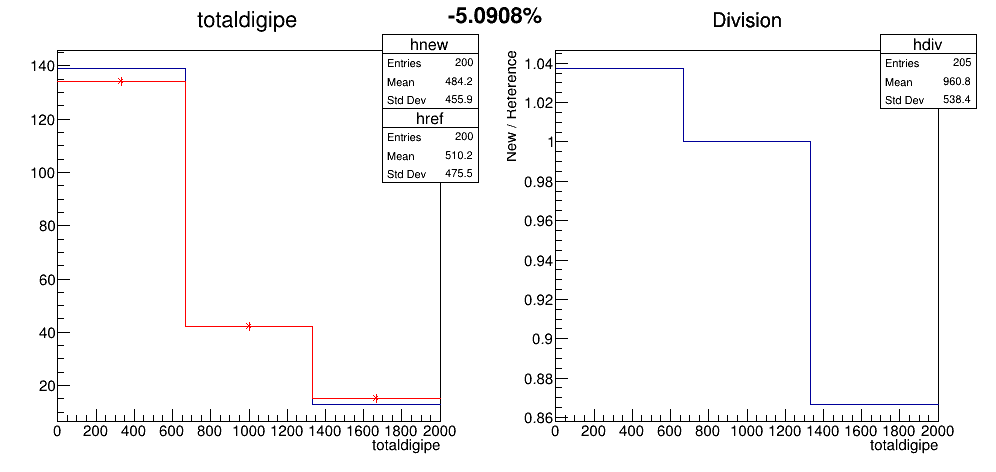 totaldigipe
-5.0908%
Division
hnew
Entries 200
Mean 484.2
Std Dev 455.9
href
Entries 200
Mean 510.2
Std Dev 475.5
140
120
100
80
60
40
20
0 200 400 600 800 1000 1200 1400 1600 1800 2000
totaldigipe
hdiv
Entries 205
Mean 960.8
Std Dev 538.4
New / Reference
1.04
1.02
1
0.98
0.96
0.94
0.92
0.9
0.88
0.86
0 200 400 600 800 1000 1200 1400 1600 1800 2000
totaldigipe